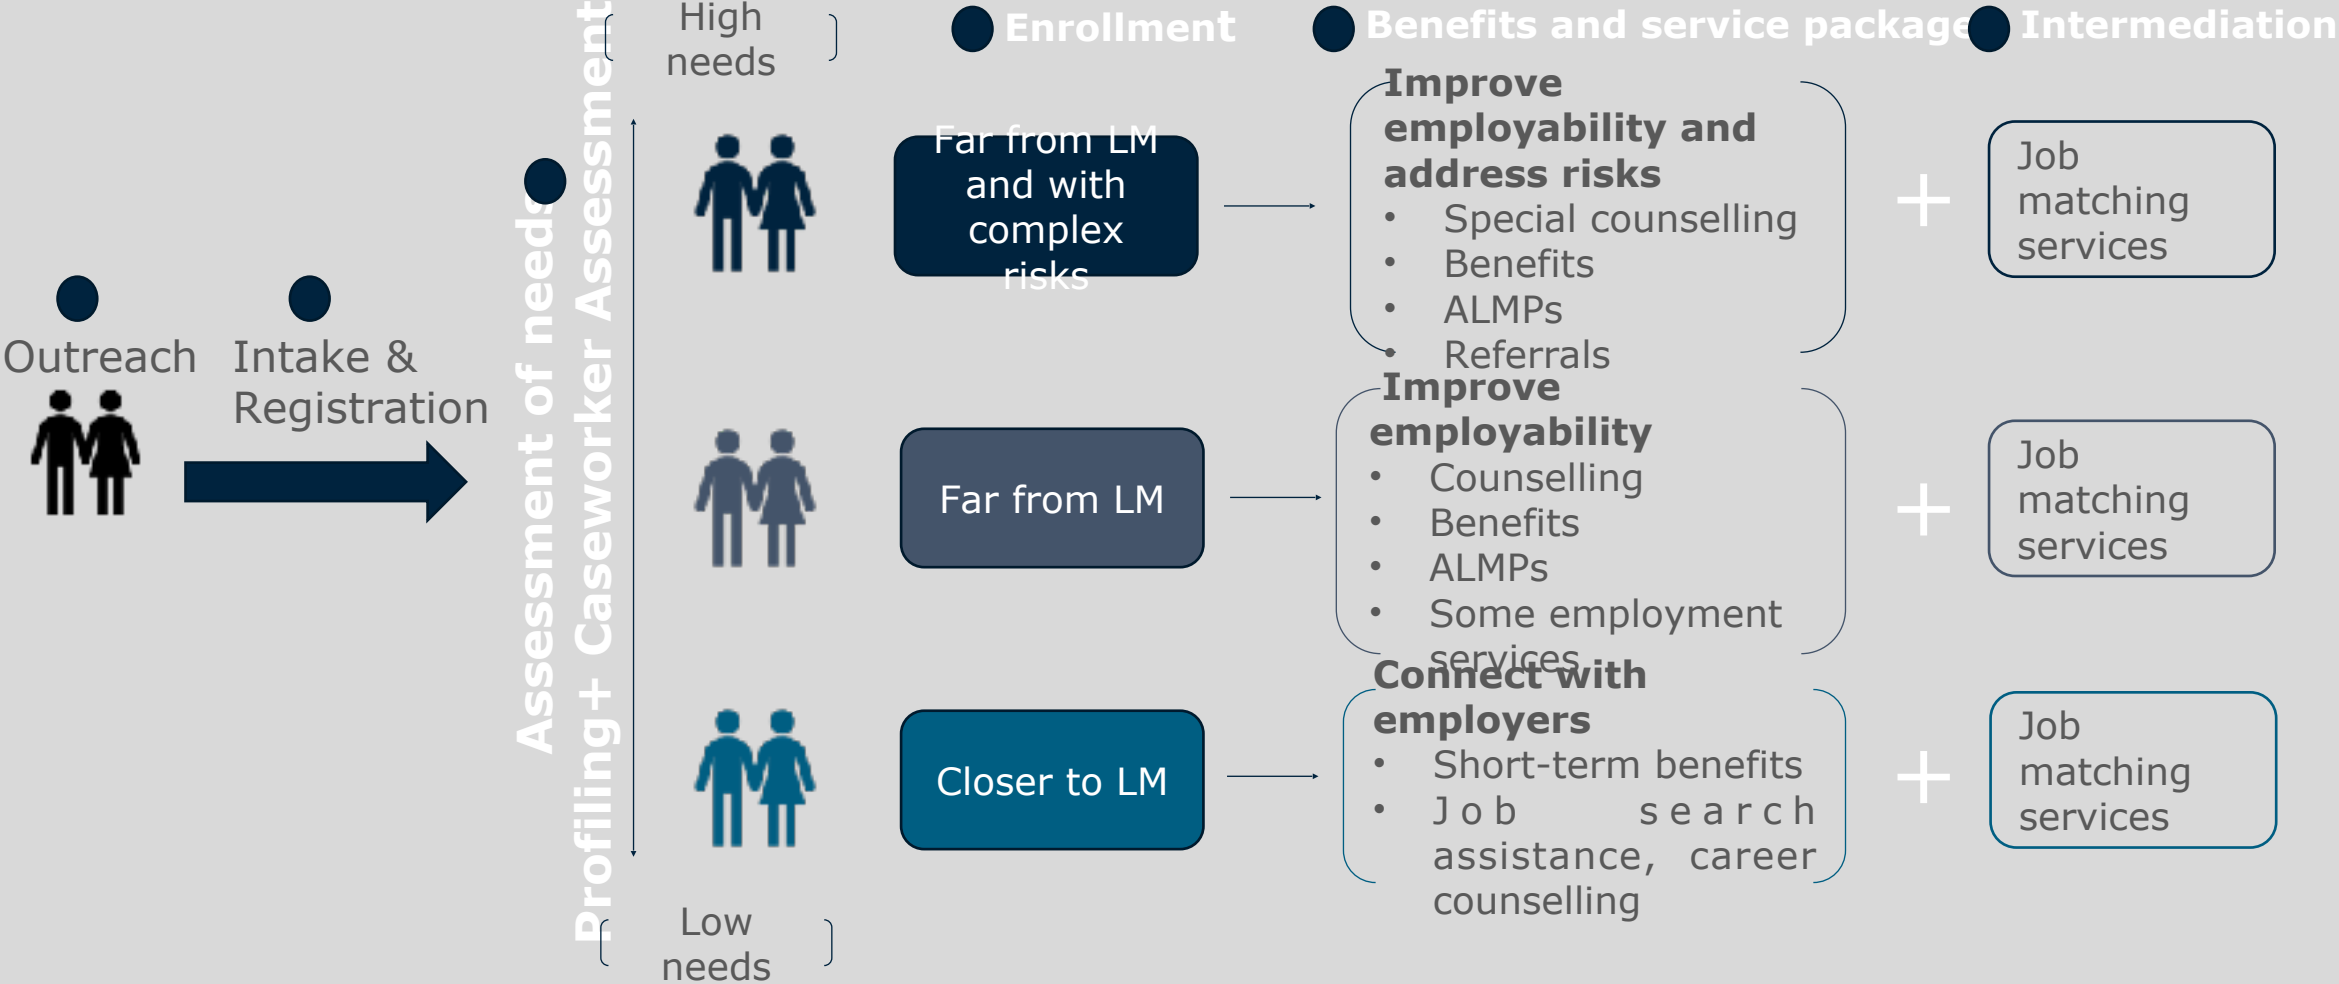 Outreach
Intake &
Registration
Assessment of needs
Profiling+ Caseworker Assessment
High
needs
Low
needs
Enrollment
Benefits and service package
Intermediation
Far from LM
and with
complex
risks
Improve
employability and
address risks
• Special counselling
• Benefits
• ALMPs
• Referrals
+
Job
matching
services
Far from LM
Improve
employability
• Counselling
• Benefits
• ALMPs
• Some employment
services
+
Job
matching
services
Closer to LM
Connect with
employers
• Short-term benefits
• Job search
assistance, career
counselling
+
Job
matching
services